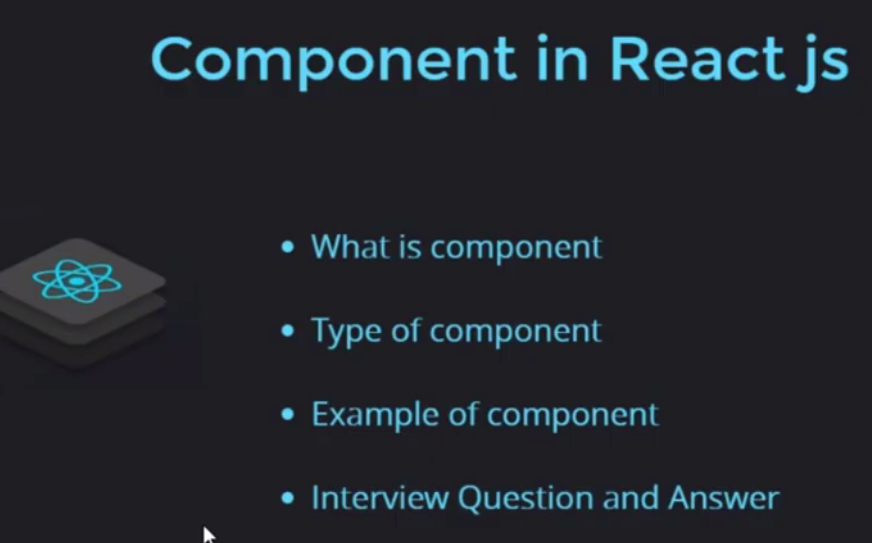 Component in React js
What is component
Type of component
Example of component
Interview Question and Answer